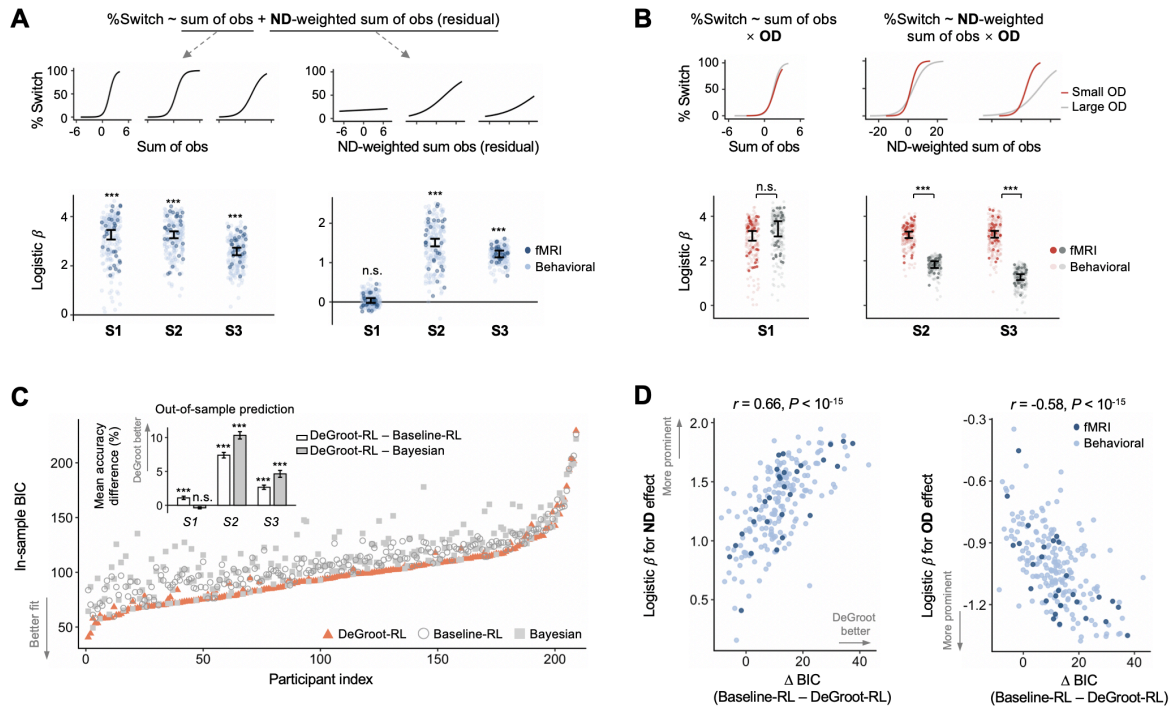 A
%Switch ~ sum of obs + ND-weighted sum of obs (residual)
% Switch
100
50
0
-6 0 6
Sum of obs
100
50
0
-6 0 6
ND-weighted sum obs (residual)
Logistic β
4
2
0
***
***
***
S1 S2 S3
2
1
0
n.s.
***
***
fMRI
Behavioral
S1 S2 S3
B
%Switch ~ sum of obs
× OD
%Switch ~ ND-weighted
sum of obs × OD
% Switch
100
50
0
-6 0 6
Sum of obs
-20 0 20
ND-weighted sum of obs
Small OD
Large OD
Logistic β
4
2
0
n.s.
***
***
fMRI
Behavioral
S1
S2 S3
C
In-sample BIC
Better fit
200
150
100
50
0 50 100 150 200
Participant index
DeGroot-RL
Baseline-RL
Bayesian
Out-of-sample prediction
Mean accuracy
difference (%)
DeGroot better
10
5
0
***
n.s.
***
***
***
***
S1 S2 S3
DeGroot-RL – Baseline-RL
DeGroot-RL – Bayesian
D
r = 0.66, P < 10-15
Logistic β for ND effect
More prominent
2.0
1.5
1.0
0.5
0 20 40
DeGroot
better
Δ BIC
(Baseline-RL – DeGroot-RL)
r = -0.58, P < 10-15
Logistic β for OD effect
More prominent
-0.3
-0.6
-0.9
-1.2
fMRI
Behavioral
0 20 40
Δ BIC
(Baseline-RL – DeGroot-RL)